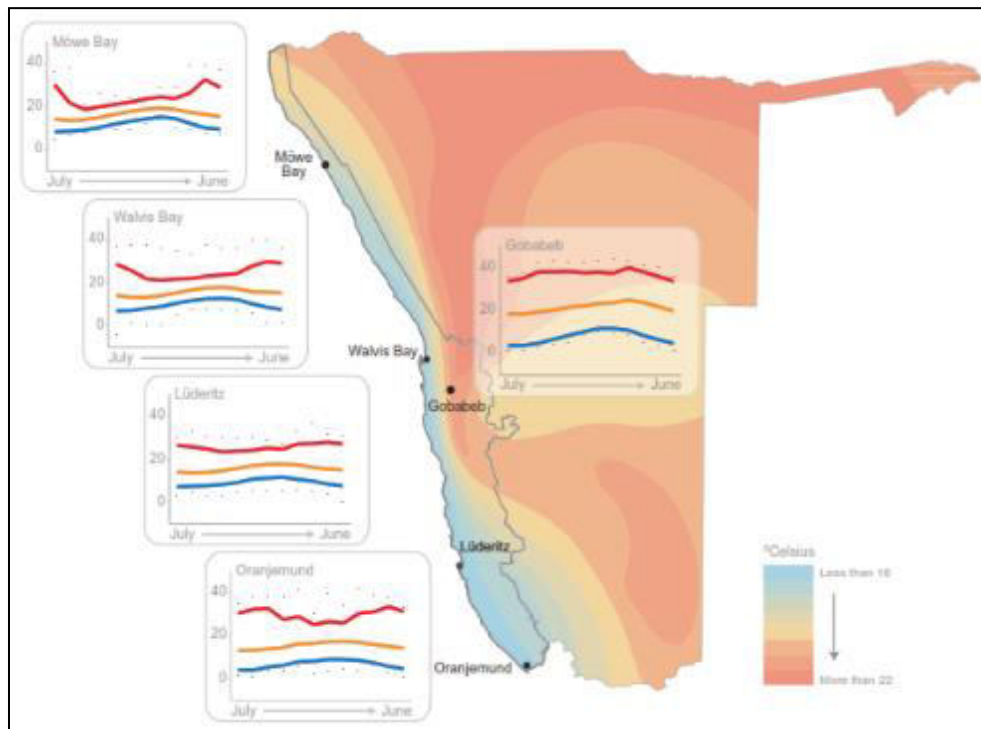 Möwe Bay
40
20
0
July
June
Walvis Bay
40
20
0
July
June
Lüderitz
40
20
0
July
June
Oranjemund
40
20
0
July
June
Gobabeb
40
20
0
July
June
Möwe
Bay
Walvis Bay
Gobabeb
Lüderitz
Oranjemund
ºCelsius
Less than 16
More than 22